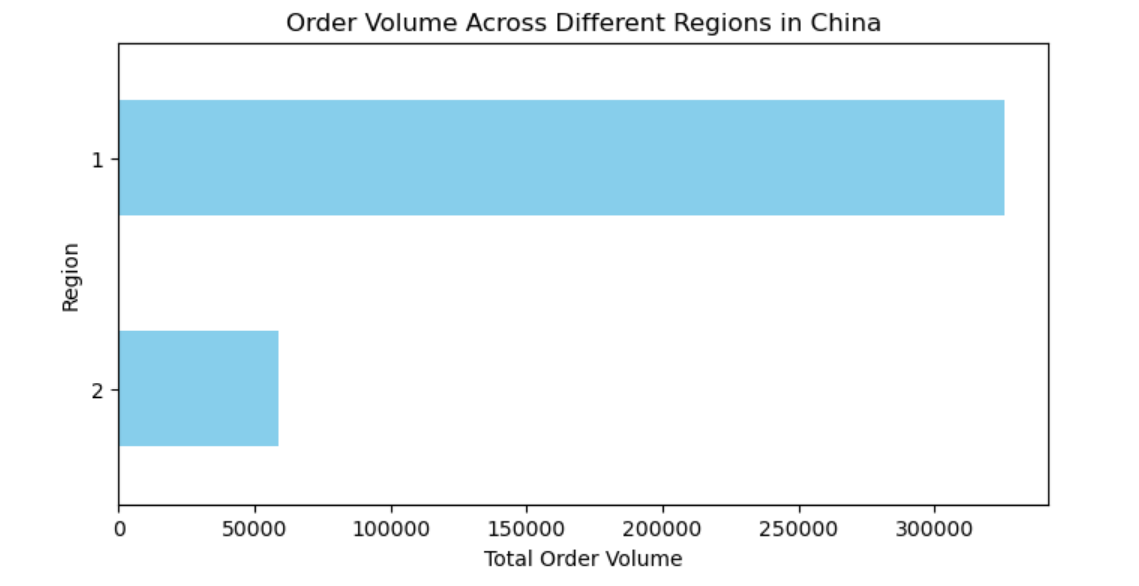 Order Volume Across Different Regions in China
1
Region
2
0 50000 100000 150000 200000 250000 300000
Total Order Volume